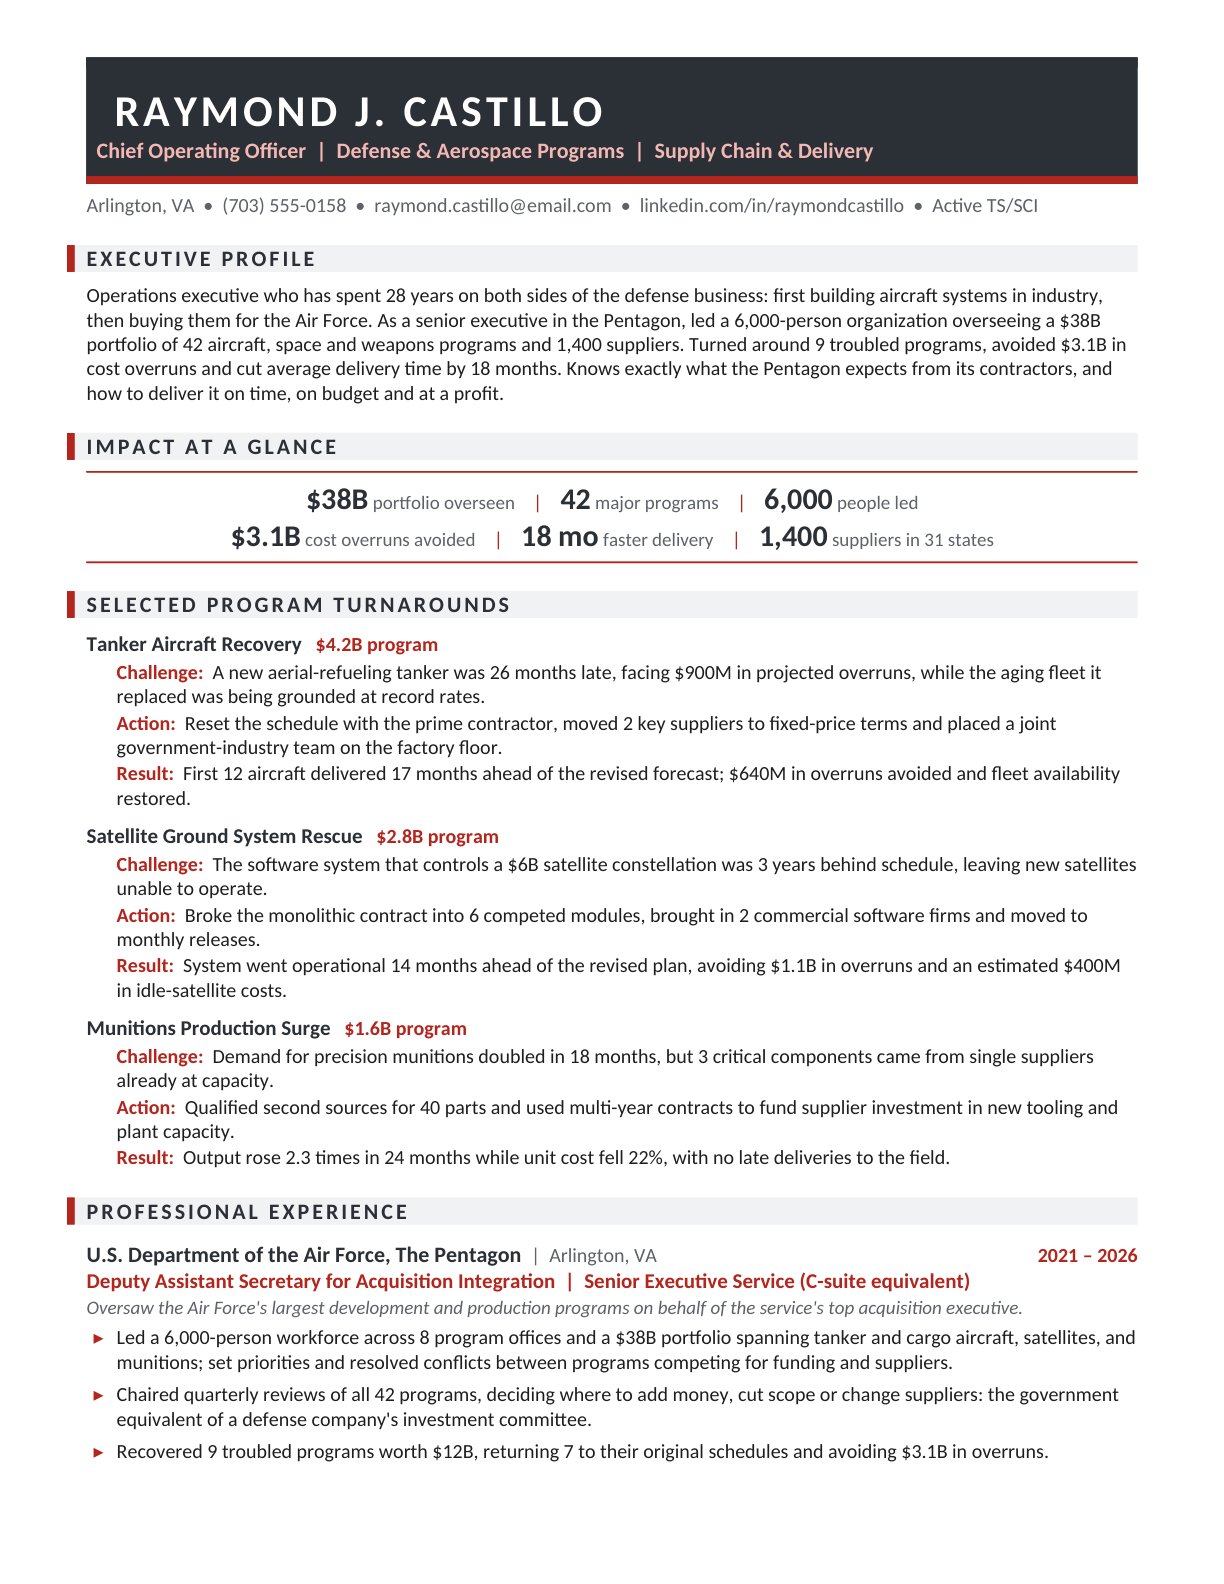 RAYMOND J. CASTILLO
Chief Operating Officer | Defense & Aerospace Programs | Supply Chain & Delivery
Arlington, VA • (703) 555-0158 • raymond.castillo@email.com • linkedin.com/in/raymondcastillo • Active TS/SCI
EXECUTIVE PROFILE
Operations executive who has spent 28 years on both sides of the defense business: first building aircraft systems in industry,
then buying them for the Air Force. As a senior executive in the Pentagon, led a 6,000-person organization overseeing a $38B
portfolio of 42 aircraft, space and weapons programs and 1,400 suppliers. Turned around 9 troubled programs, avoided $3.1B in
cost overruns and cut average delivery time by 18 months. Knows exactly what the Pentagon expects from its contractors, and
how to deliver it on time, on budget and at a profit.
IMPACT AT A GLANCE
$38B portfolio overseen | 42 major programs | 6,000 people led
$3.1B cost overruns avoided | 18 mo faster delivery | 1,400 suppliers in 31 states
SELECTED PROGRAM TURNAROUNDS
Tanker Aircraft Recovery $4.2B program
Challenge: A new aerial-refueling tanker was 26 months late, facing $900M in projected overruns, while the aging fleet it
replaced was being grounded at record rates.
Action: Reset the schedule with the prime contractor, moved 2 key suppliers to fixed-price terms and placed a joint
government-industry team on the factory floor.
Result: First 12 aircraft delivered 17 months ahead of the revised forecast; $640M in overruns avoided and fleet availability
restored.
Satellite Ground System Rescue $2.8B program
Challenge: The software system that controls a $6B satellite constellation was 3 years behind schedule, leaving new satellites
unable to operate.
Action: Broke the monolithic contract into 6 competed modules, brought in 2 commercial software firms and moved to
monthly releases.
Result: System went operational 14 months ahead of the revised plan, avoiding $1.1B in overruns and an estimated $400M
in idle-satellite costs.
Munitions Production Surge $1.6B program
Challenge: Demand for precision munitions doubled in 18 months, but 3 critical components came from single suppliers
already at capacity.
Action: Qualified second sources for 40 parts and used multi-year contracts to fund supplier investment in new tooling and
plant capacity.
Result: Output rose 2.3 times in 24 months while unit cost fell 22%, with no late deliveries to the field.
PROFESSIONAL EXPERIENCE
U.S. Department of the Air Force, The Pentagon | Arlington, VA 2021 – 2026
Deputy Assistant Secretary for Acquisition Integration | Senior Executive Service (C-suite equivalent)
Oversaw the Air Force's largest development and production programs on behalf of the service's top acquisition executive.
► Led a 6,000-person workforce across 8 program offices and a $38B portfolio spanning tanker and cargo aircraft, satellites, and
munitions; set priorities and resolved conflicts between programs competing for funding and suppliers.
► Chaired quarterly reviews of all 42 programs, deciding where to add money, cut scope or change suppliers: the government
equivalent of a defense company's investment committee.
► Recovered 9 troubled programs worth $12B, returning 7 to their original schedules and avoiding $3.1B in overruns.